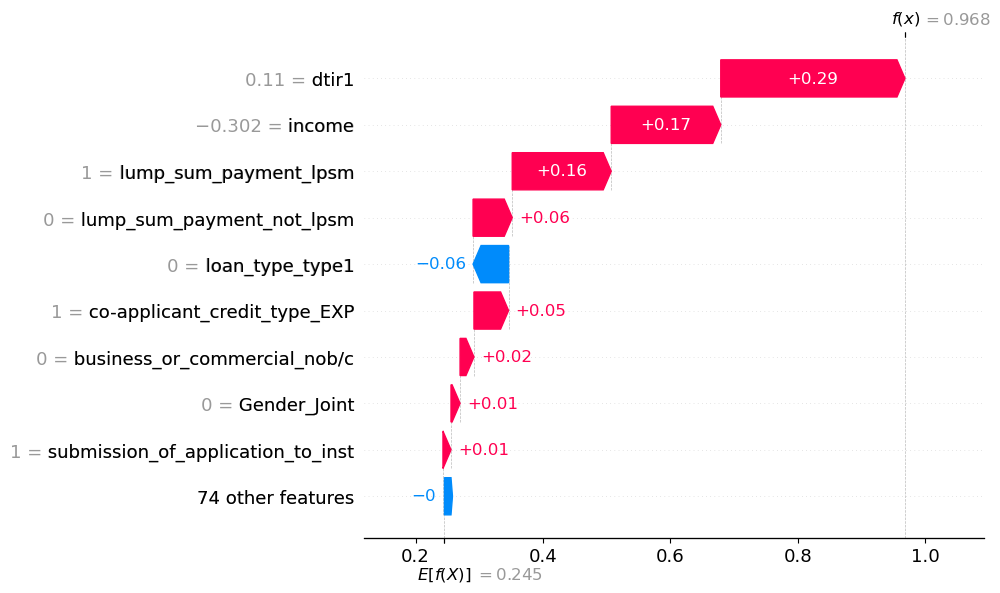 f(x) = 0.968
0.11 = dtir1
+0.29
−0.302 = income
+0.17
1 = lump_sum_payment_lpsm
+0.16
0 = lump_sum_payment_not_lpsm
+0.06
0 = loan_type_type1
−0.06
1 = co-applicant_credit_type_EXP
+0.05
0 = business_or_commercial_nob/c
+0.02
0 = Gender_Joint
+0.01
1 = submission_of_application_to_inst
+0.01
74 other features
−0
0.2 0.4 0.6 0.8 1.0
E[f(X)] = 0.245